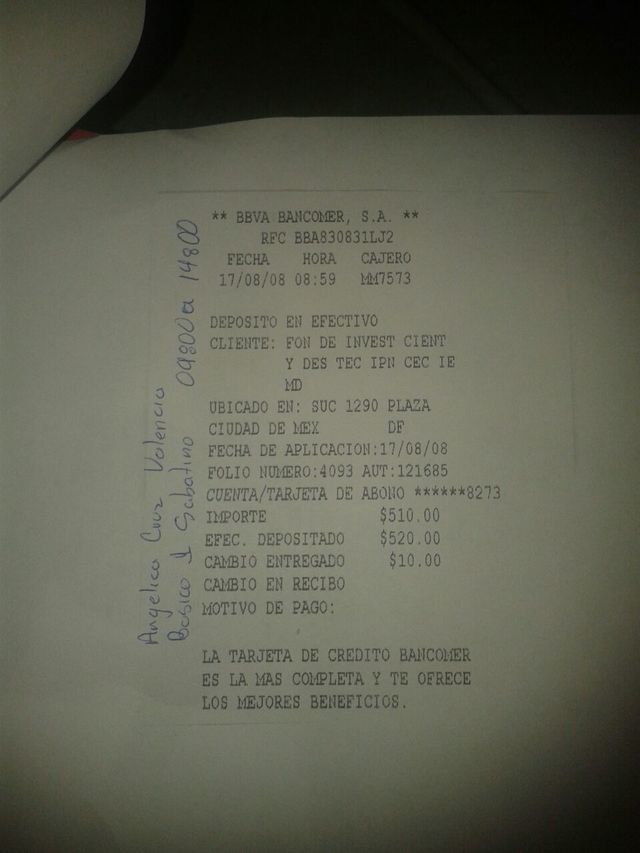 ** BBVA BANCOMER, S.A. **
RFC BBA830831LJ2
FECHA HORA CAJERO
17/08/08 08:59 MM7573
DEPOSITO EN EFECTIVO
CLIENTE: FON DE INVEST CIENT
Y DES TEC IPN CEC IE
MD
UBICADO EN: SUC 1290 PLAZA
CIUDAD DE MEX DF
FECHA DE APLICACION:17/08/08
FOLIO NUMERO:4093 AUT:121685
CUENTA/TARJETA DE ABONO ******8273
IMPORTE $510.00
EFEC. DEPOSITADO $520.00
CAMBIO ENTREGADO $10.00
CAMBIO EN RECIBO
MOTIVO DE PAGO:
LA TARJETA DE CREDITO BANCOMER
ES LA MAS COMPLETA Y TE OFRECE
LOS MEJORES BENEFICIOS.
Angelica Cruz Valencia
Basico 1 Sabatino 09:00 a 14:00